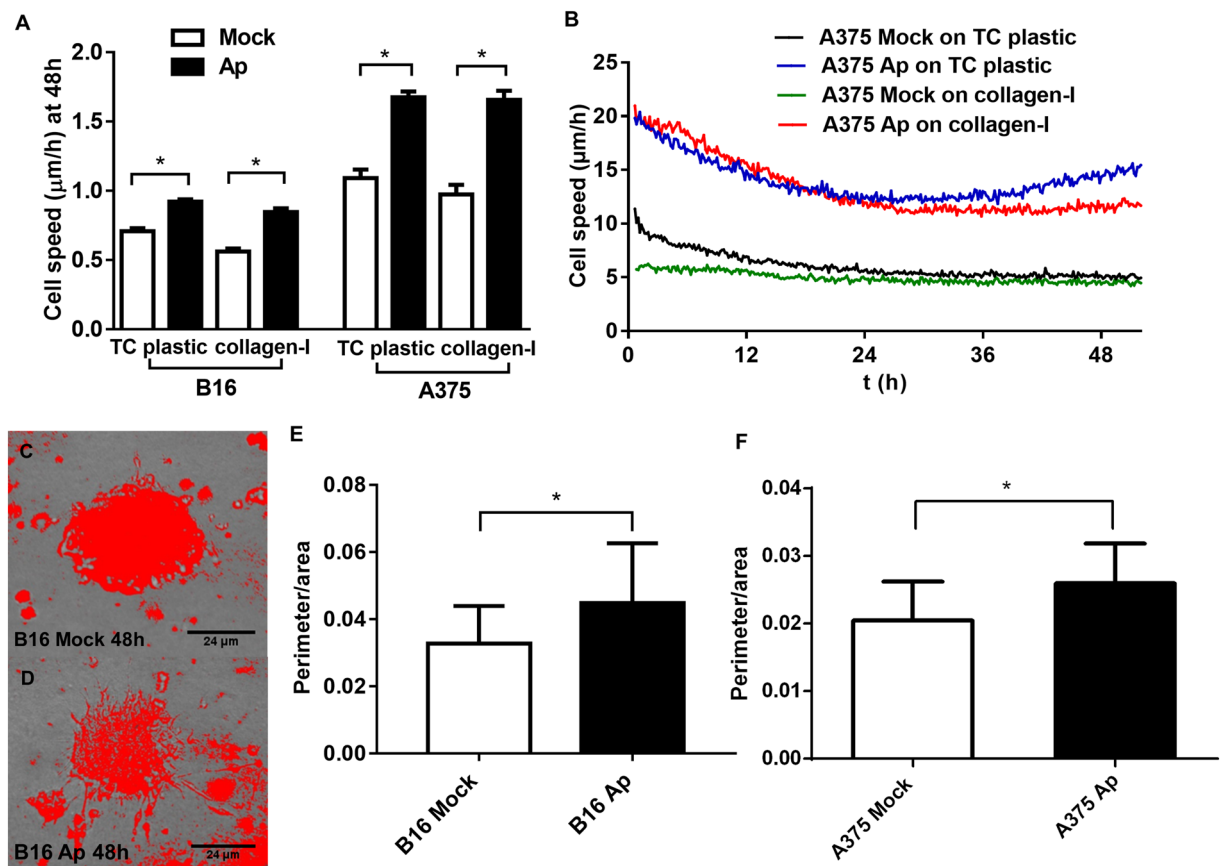 A
Mock
Ap
Cell speed (µm/h) at 48h
2.0
1.5
1.0
0.5
0.0
*
*
*
*
TC plastic collagen-I
TC plastic collagen-I
B16
A375
B
A375 Mock on TC plastic
A375 Ap on TC plastic
A375 Mock on collagen-I
A375 Ap on collagen-I
Cell speed (µm/h)
25
20
15
10
5
0
0
12
24
36
48
t (h)
C
B16 Mock 48h
24 µm
D
B16 Ap 48h
24 µm
E
Perimeter/area
0.08
0.06
0.04
0.02
0.00
*
B16 Mock
B16 Ap
F
Perimeter/area
0.04
0.03
0.02
0.01
0.00
*
A375 Mock
A375 Ap